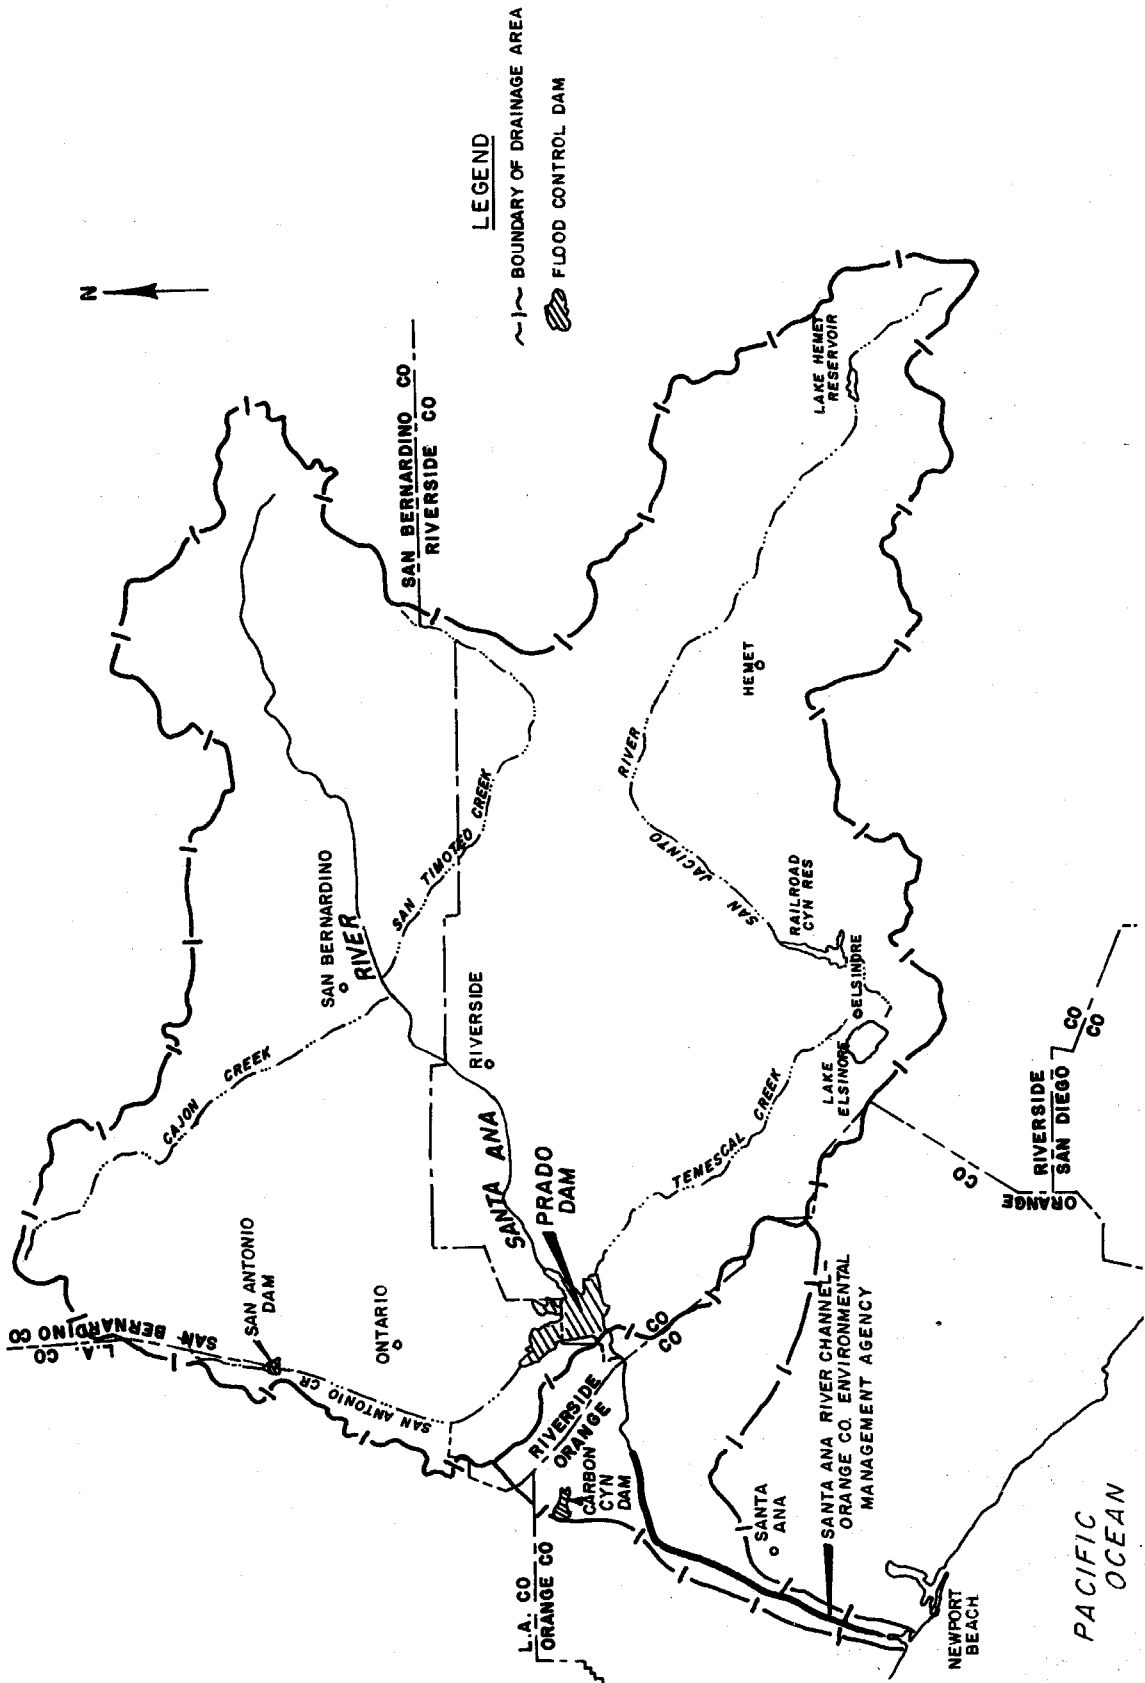 N
LEGEND
~1~ BOUNDARY OF DRAINAGE AREA
FLOOD CONTROL DAM
L.A. CO
SAN BERNARDINO CO
SAN ANTONIO
DAM
SAN ANTONIO CR
ONTARIO
CAJON CREEK
SAN BERNARDINO
SANTA ANA RIVER
RIVERSIDE
SAN TIMOTEO CREEK
SAN BERNARDINO CO
RIVERSIDE CO
PRADO
DAM
L.A. CO
ORANGE CO
RIVERSIDE CO
ORANGE CO
CARBON
CYN
DAM
TEMESCAL CREEK
SAN JACINTO RIVER
HEMET
LAKE HEMET
RESERVOIR
RAILROAD
CYN RES
ELSINORE
LAKE
ELSINORE
SANTA
ANA
SANTA ANA RIVER CHANNEL-
ORANGE CO. ENVIRONMENTAL
MANAGEMENT AGENCY
NEWPORT
BEACH
ORANGE CO
RIVERSIDE CO
SAN DIEGO CO
PACIFIC
OCEAN